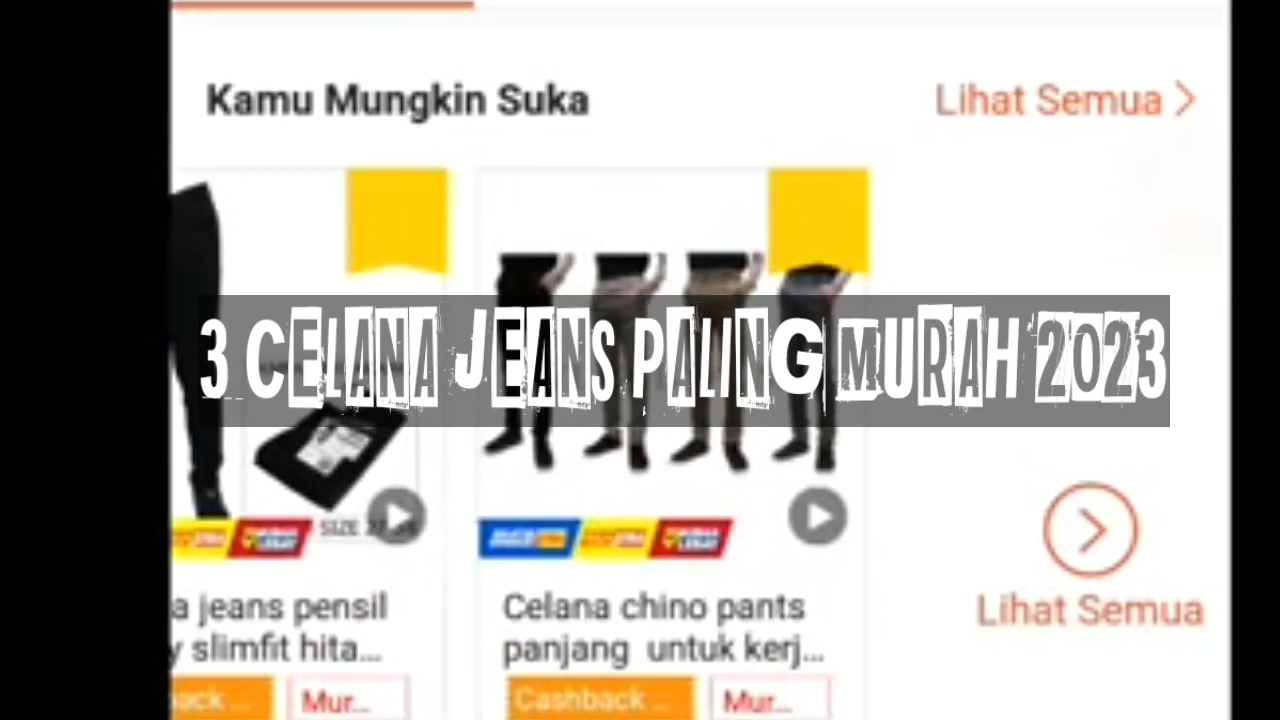 Kamu Mungkin Suka
Lihat Semua
3 CELANA JEANS PALING MURAH 2023
SIZE
a jeans pensil
y slimfit hita...
Celana chino pants
panjang untuk kerj...
Lihat Semua
Mur...
Cashback ...
Mur...